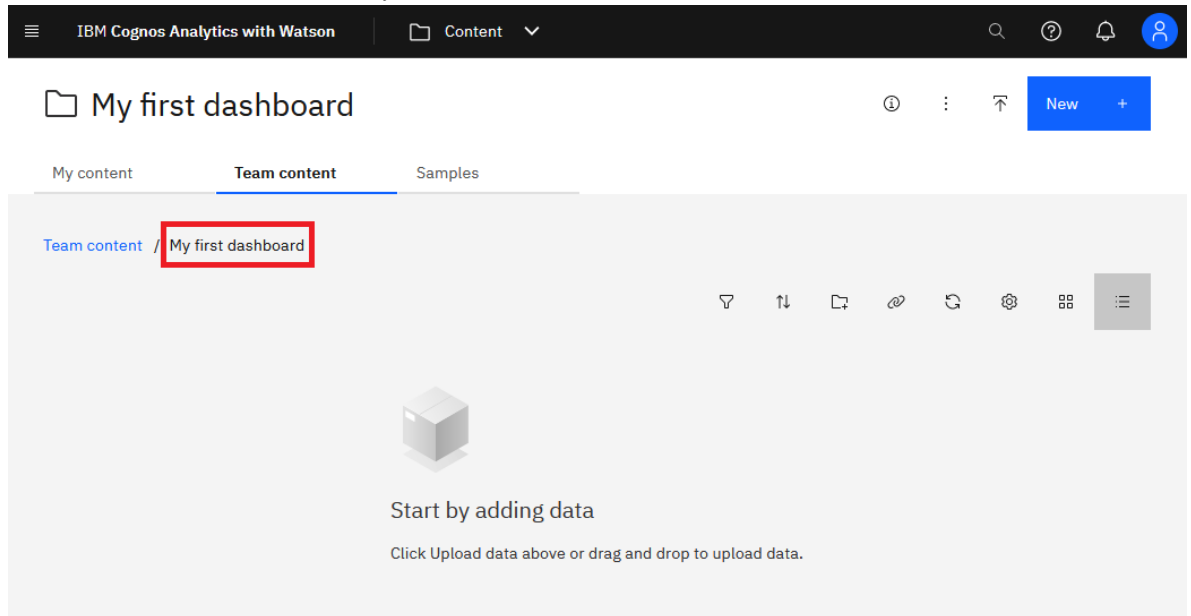 IBM Cognos Analytics with Watson Content
My first dashboard
New +
My content Team content Samples
Team content / My first dashboard
Start by adding data
Click Upload data above or drag and drop to upload data.